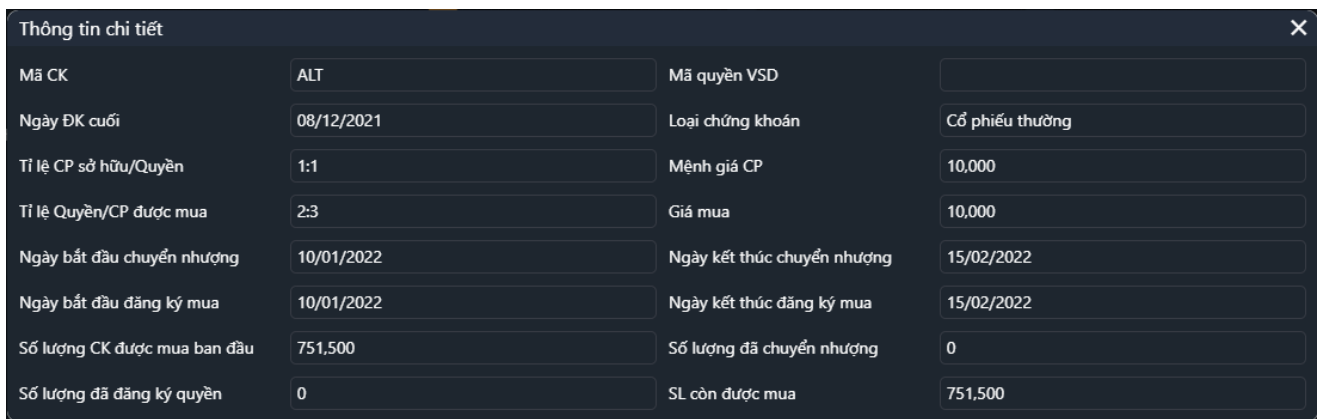 Thông tin chi tiết
Mã CK ALT Mã quyền VSD
Ngày ĐK cuối 08/12/2021 Loại chứng khoán Cổ phiếu thường
Tỉ lệ CP sở hữu/Quyền 1:1 Mệnh giá CP 10,000
Tỉ lệ Quyền/CP được mua 2:3 Giá mua 10,000
Ngày bắt đầu chuyển nhượng 10/01/2022 Ngày kết thúc chuyển nhượng 15/02/2022
Ngày bắt đầu đăng ký mua 10/01/2022 Ngày kết thúc đăng ký mua 15/02/2022
Số lượng CK được mua ban đầu 751,500 Số lượng đã chuyển nhượng 0
Số lượng đã đăng ký quyền 0 SL còn được mua 751,500